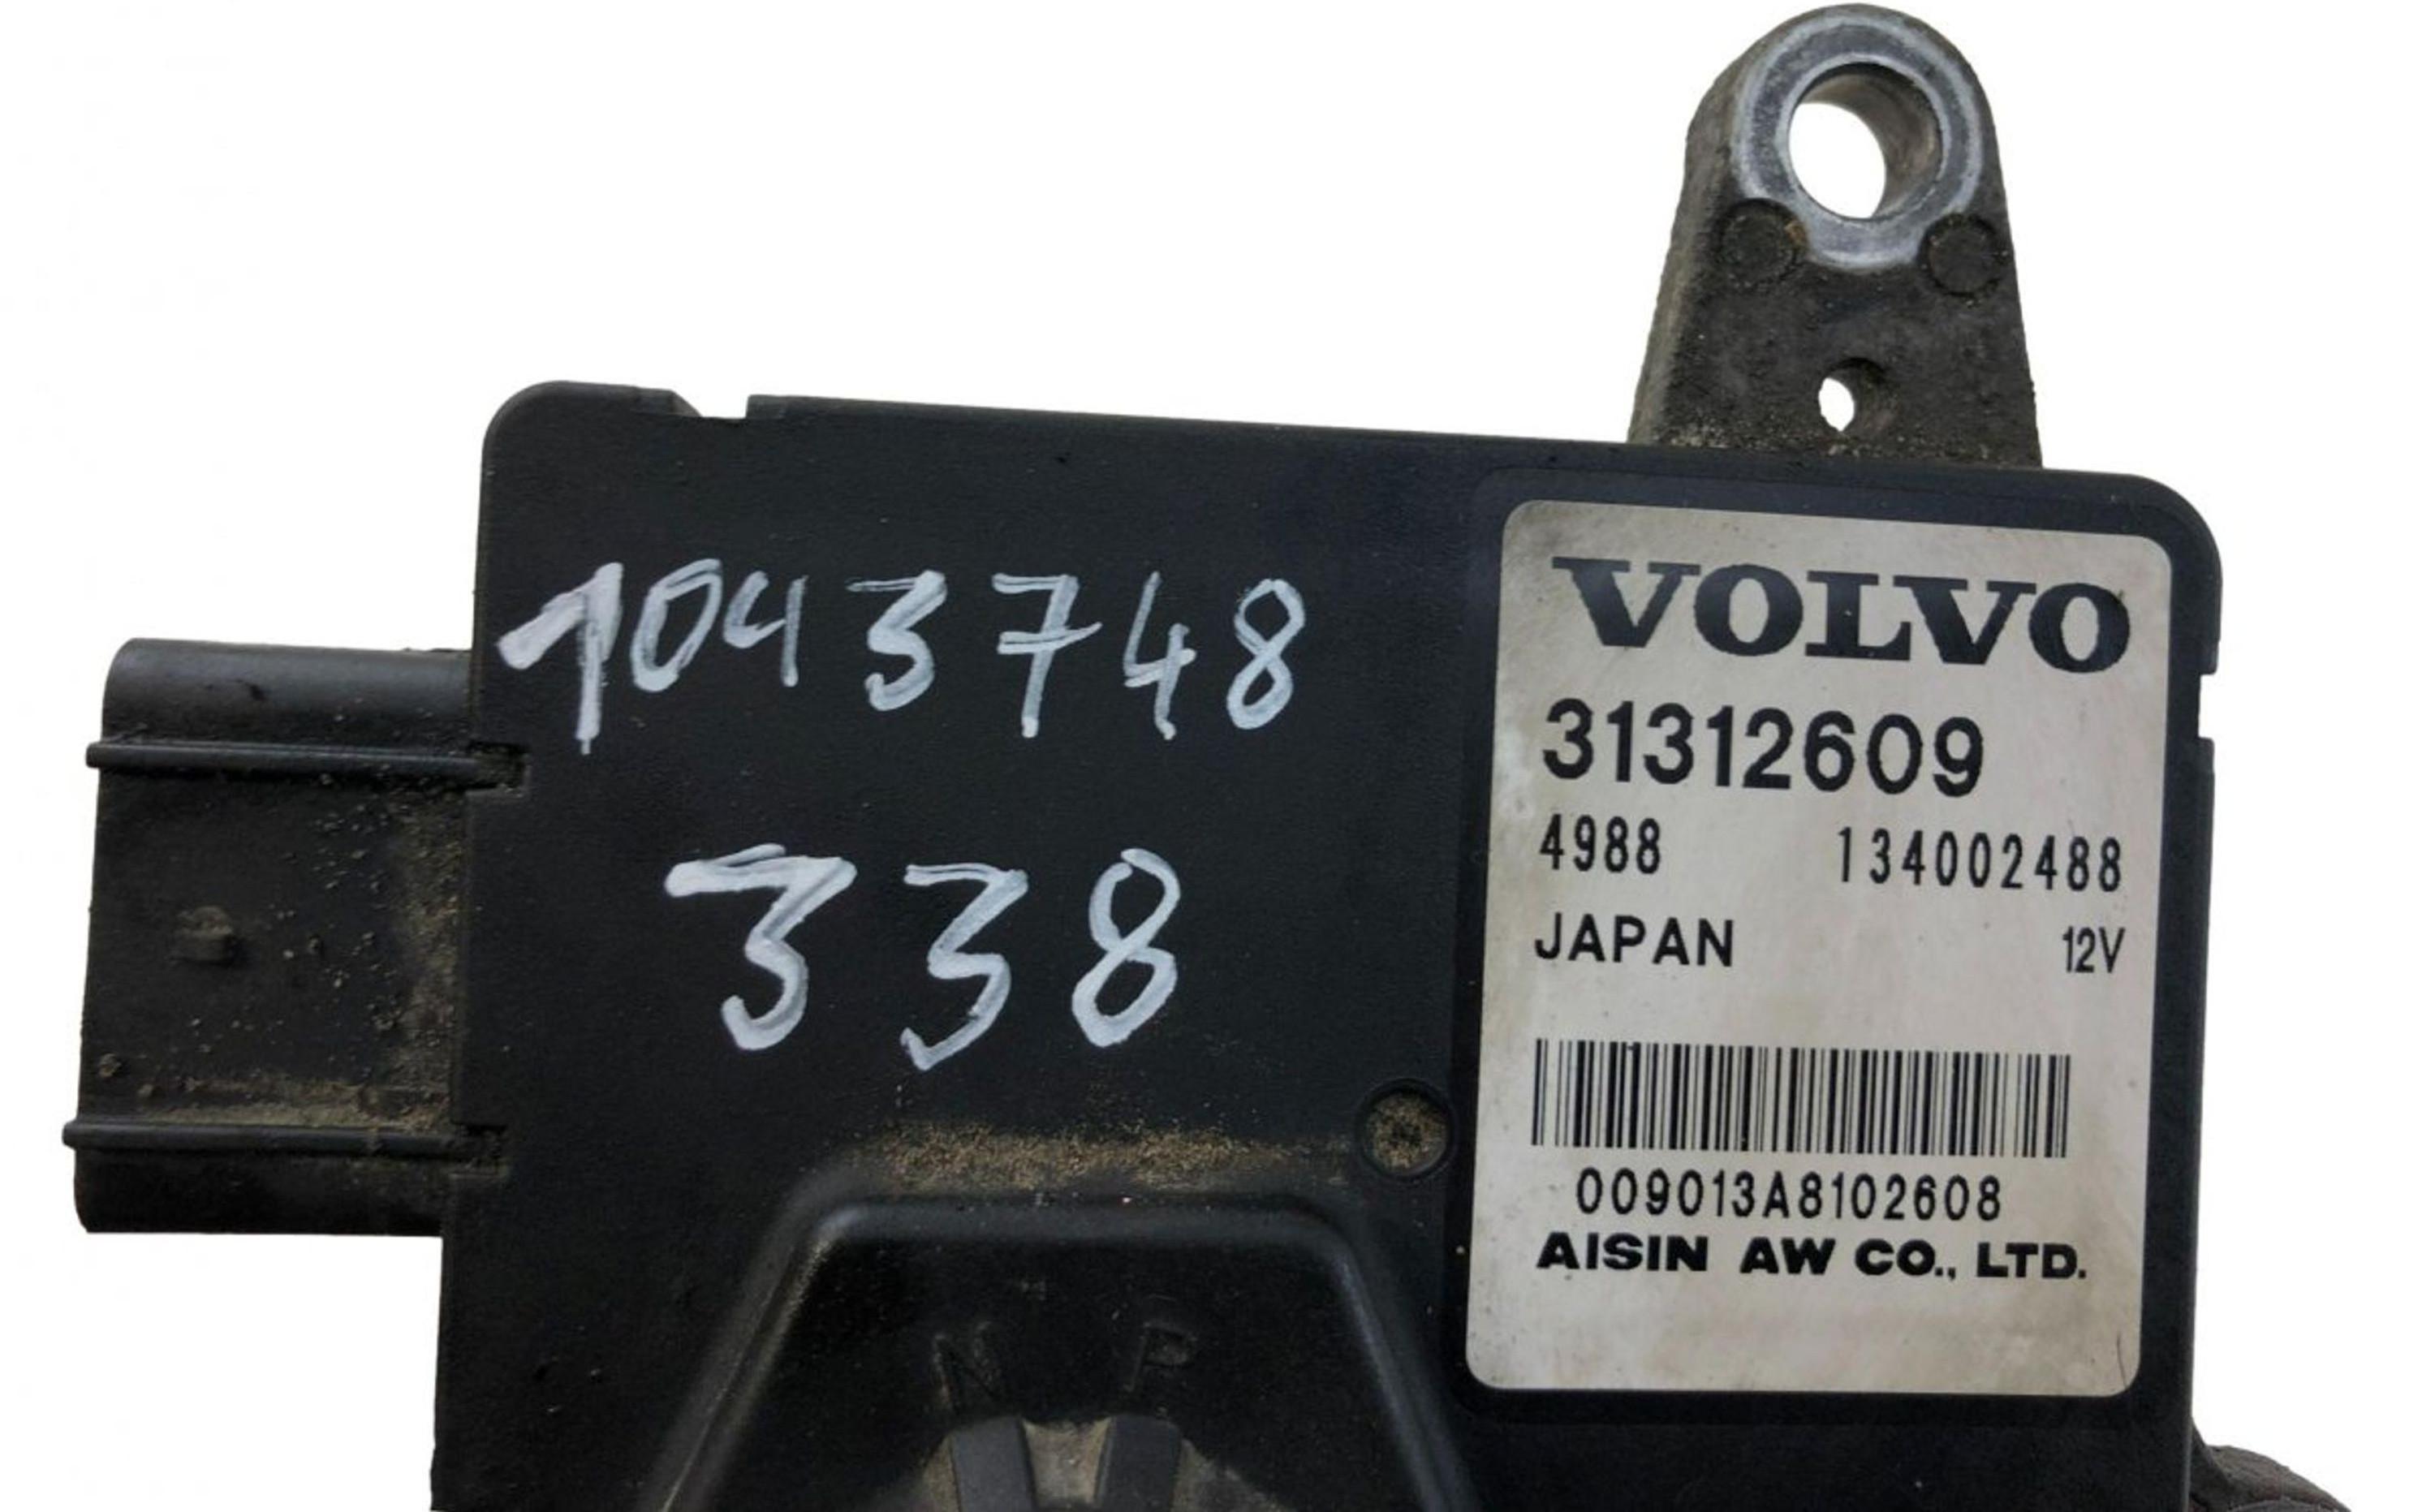 1043748
338
VOLVO
31312609
4988 134002488
JAPAN 12V
009013A8102608
AISIN AW CO., LTD.
N P